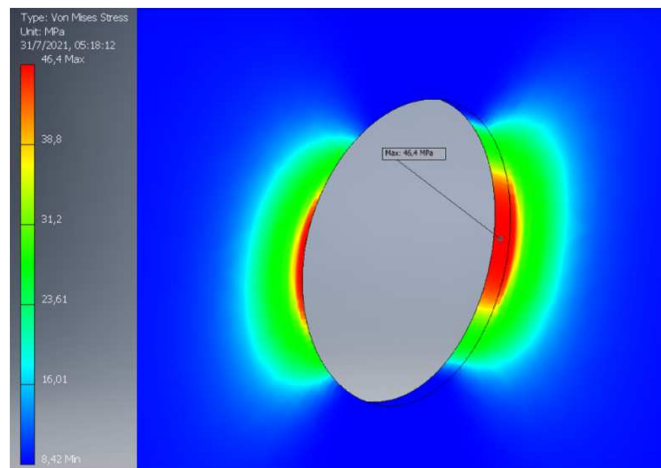 Type: Von Mises Stress
Unit: MPa
31/7/2021, 05:18:12
46,4 Max
38,8
31,2
23,61
16,01
8,42 Min
Max: 46,4 MPa